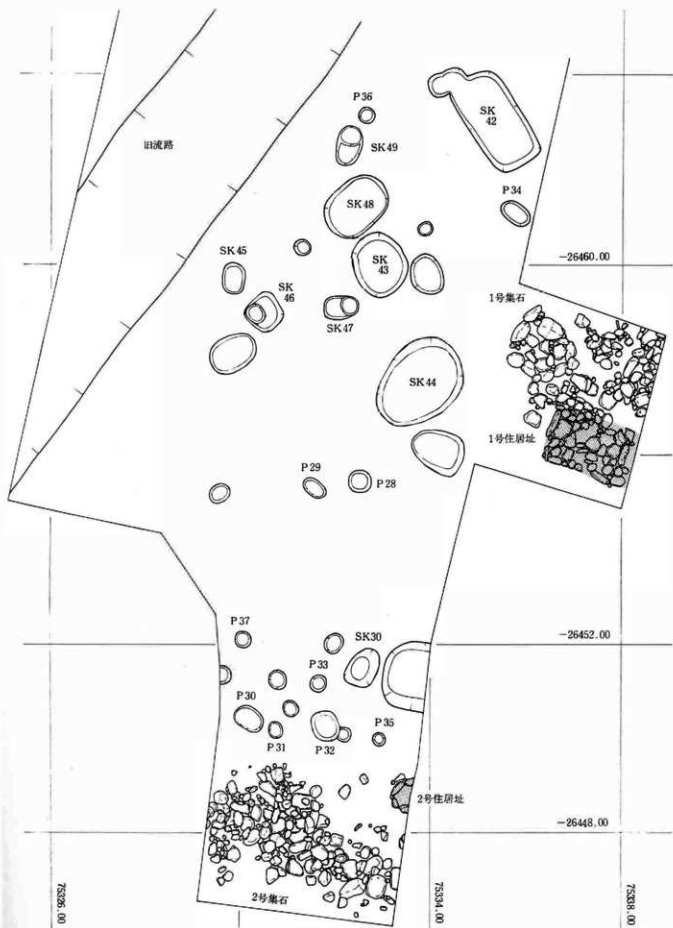 P36
SK
42
旧流路
SK49
P34
SK48
−26460.00
SK45
SK
43
SK
46
1号集石
SK47
SK44
1号住居址
P29
P28
P37
SK30
−26452.00
P33
P30
P31
P32
P35
2号住居址
−26448.00
2号集石
75326.00
75334.00
75338.00